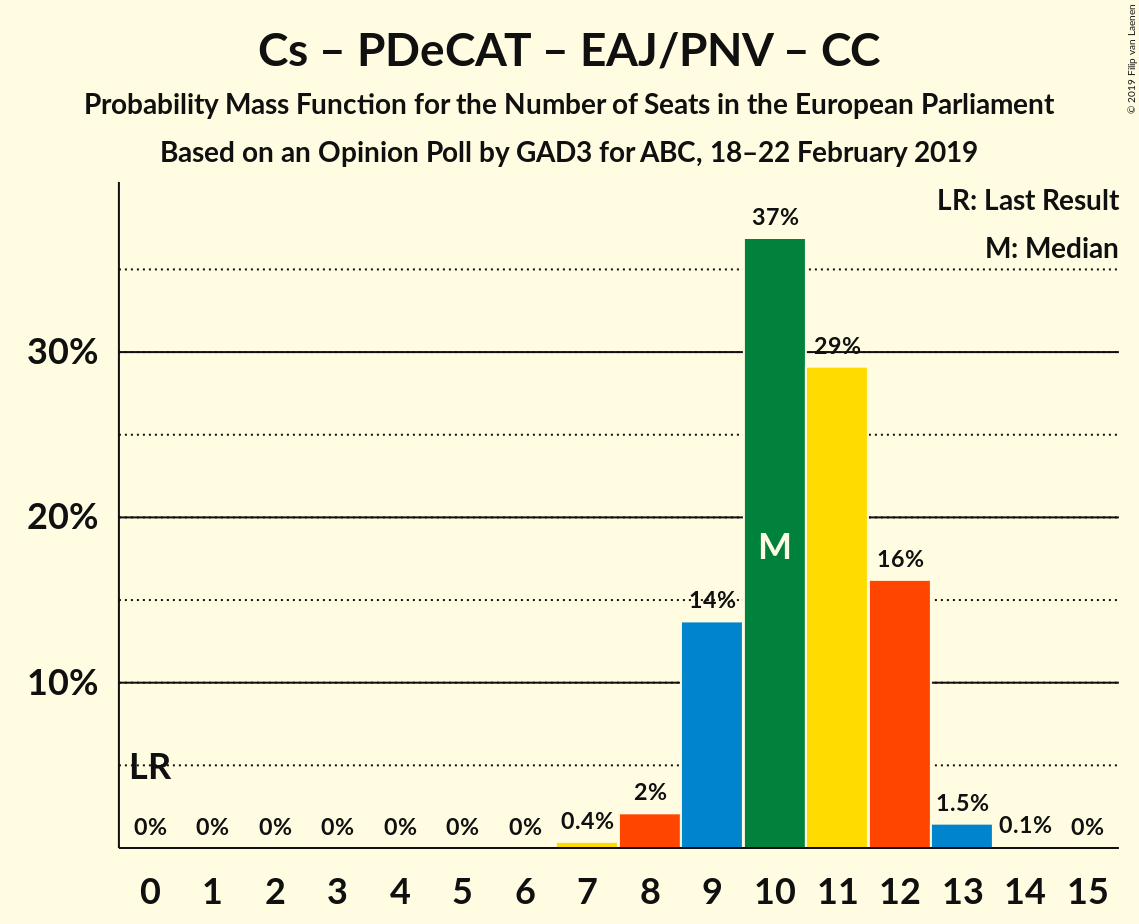 Cs – PDeCAT – EAJ/PNV – CC
Probability Mass Function for the Number of Seats in the European Parliament
Based on an Opinion Poll by GAD3 for ABC, 18–22 February 2019
© 2019 Filip van Laenen
LR: Last Result
M: Median
30%
20%
10%
LR
M
0% 0% 0% 0% 0% 0% 0% 0.4% 2% 14% 37% 29% 16% 1.5% 0.1% 0%
0 1 2 3 4 5 6 7 8 9 10 11 12 13 14 15